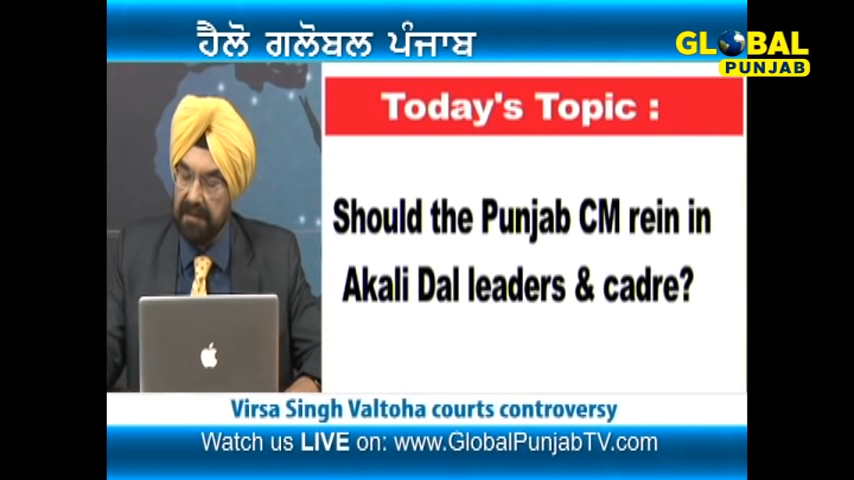 ਹੈਲੋ ਗਲੋਬਲ ਪੰਜਾਬ
GLOBAL
PUNJAB
Today's Topic :
Should the Punjab CM rein in
Akali Dal leaders & cadre?
Virsa Singh Valtoha courts controversy
Watch us LIVE on: www.GlobalPunjabTV.com